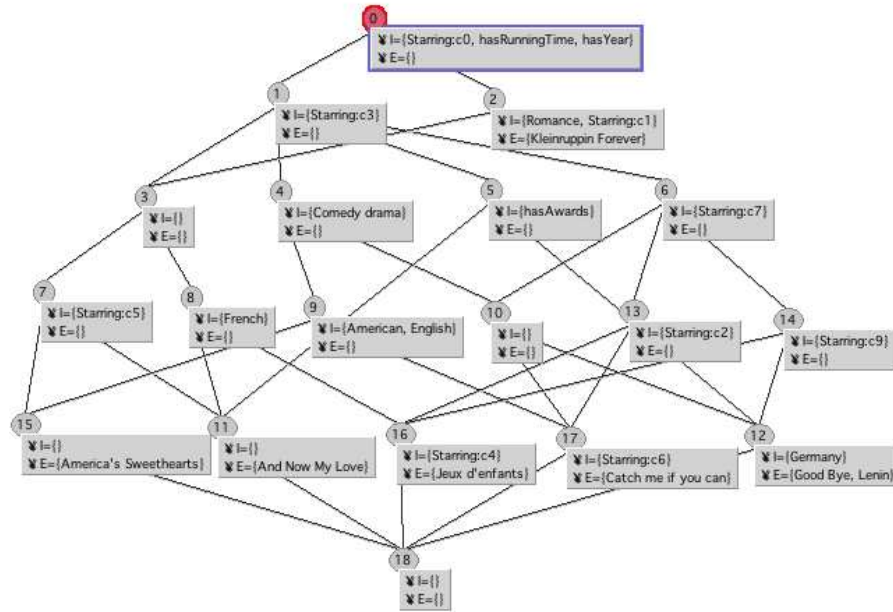 0
I={Starring:c0, hasRunningTime, hasYear}
E={}
1
I={Starring:c3}
E={}
2
I={Romance, Starring:c1}
E={Kleinruppin Forever}
3
I={}
E={}
4
I={Comedy drama}
E={}
5
I={hasAwards}
E={}
6
I={Starring:c7}
E={}
7
I={Starring:c5}
E={}
8
I={French}
E={}
9
I={American, English}
E={}
10
I={}
E={}
13
I={Starring:c2}
E={}
14
I={Starring:c9}
E={}
15
I={}
E={America's Sweethearts}
11
I={}
E={And Now My Love}
16
I={Starring:c4}
E={Jeux d'enfants}
17
I={Starring:c6}
E={Catch me if you can}
12
I={Germany}
E={Good Bye, Lenin}
18
I={}
E={}